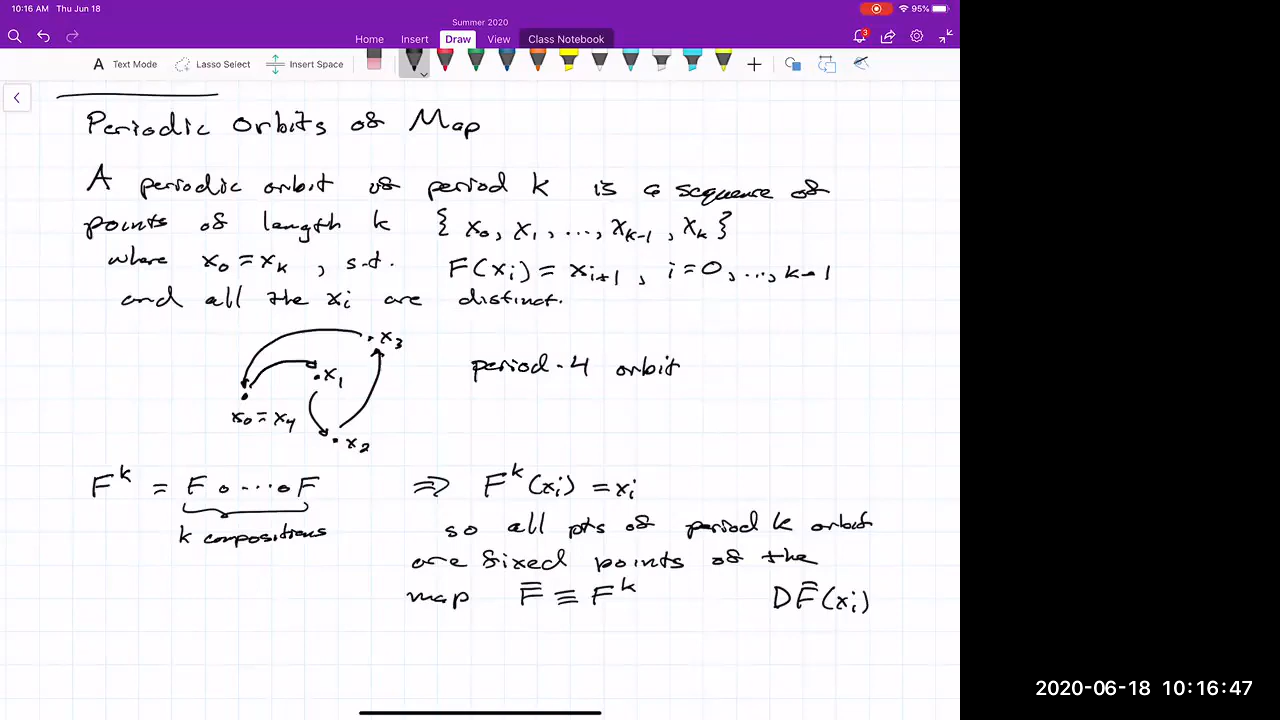 10:16 AM Thu Jun 18
95%
Summer 2020
Home Insert Draw View Class Notebook
3
A Text Mode Lasso Select Insert Space
Periodic Orbits of Map
A periodic orbit of period k is a sequence of
points of length k { x₀, x₁, ..., xₖ₋₁, xₖ }
where x₀ = xₖ, s.t. F(xᵢ) = xᵢ₊₁, i = 0, ..., k-1
and all the xᵢ are distinct.
x₃
x₁
period-4 orbit
x₀ = x₄
x₂
Fᵏ = F ∘ ⋯ ∘ F ⇒ Fᵏ(xᵢ) = xᵢ
k compositions
so all pts of period k orbit
are fixed points of the
map F̿ ≡ Fᵏ DF̄(xᵢ)
2020-06-18 10:16:47